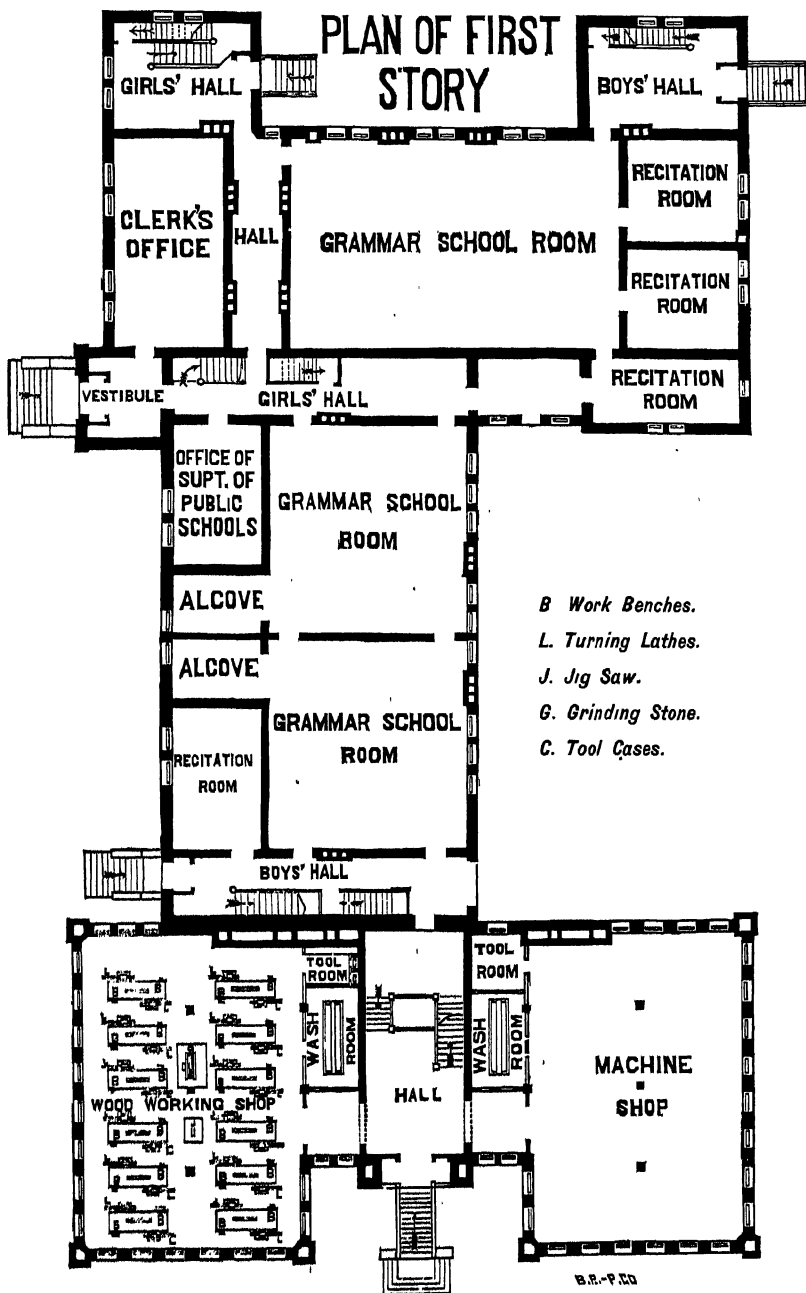 PLAN OF FIRST
STORY
GIRLS' HALL
BOYS' HALL
RECITATION
ROOM
CLERK'S
OFFICE
HALL
GRAMMAR SCHOOL ROOM
RECITATION
ROOM
VESTIBULE
GIRLS' HALL
RECITATION
ROOM
OFFICE OF
SUPT. OF
PUBLIC
SCHOOLS
GRAMMAR SCHOOL
ROOM
ALCOVE
B Work Benches.
L. Turning Lathes.
J. Jig Saw.
G. Grinding Stone.
C. Tool Cases.
ALCOVE
GRAMMAR SCHOOL
ROOM
RECITATION
ROOM
BOYS' HALL
TOOL
ROOM
TOOL
ROOM
WASH
ROOM
WASH
ROOM
HALL
WOOD WORKING SHOP
MACHINE
SHOP
B.R.-P.CO